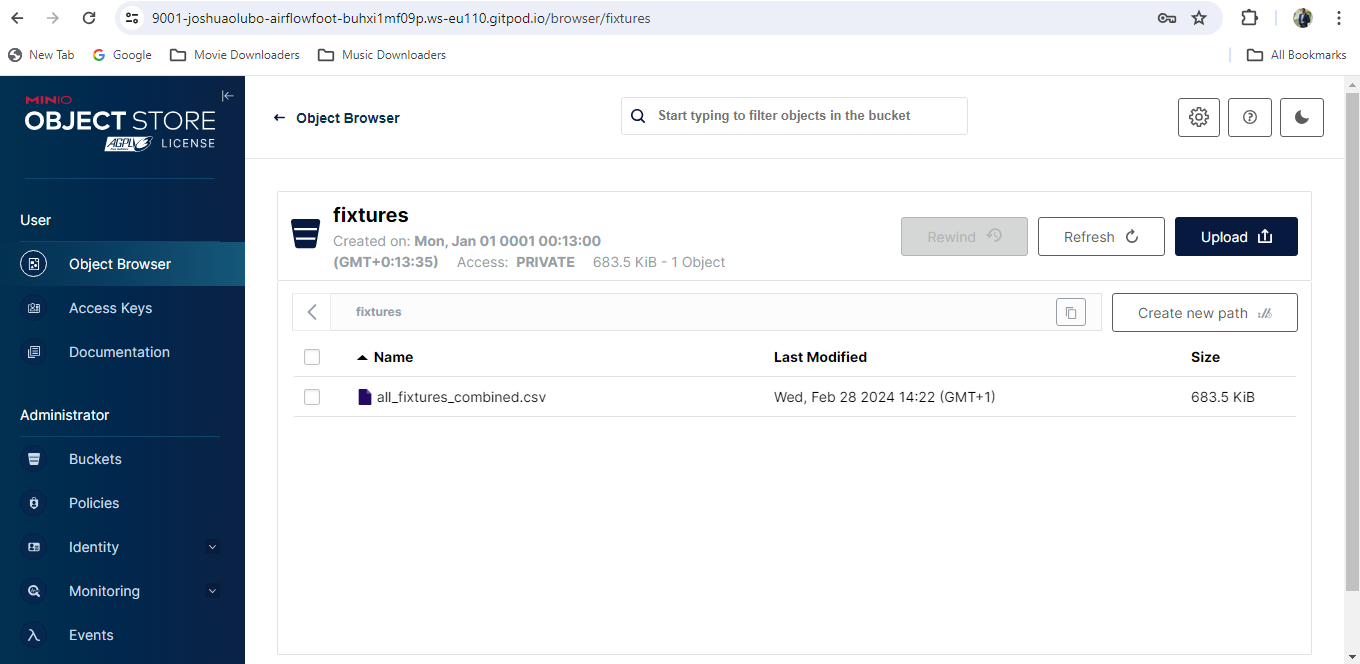 9001-joshuaolubo-airflowfoot-buhxi1mf09p.ws-eu110.gitpod.io/browser/fixtures
New Tab
Google
Movie Downloaders
Music Downloaders
All Bookmarks
MINIO
OBJECT STORE
AGPLV3
LICENSE
Object Browser
Start typing to filter objects in the bucket
User
Object Browser
Access Keys
Documentation
Administrator
Buckets
Policies
Identity
Monitoring
Events
fixtures
Created on: Mon, Jan 01 0001 00:13:00
(GMT+0:13:35) Access: PRIVATE 683.5 KiB - 1 Object
Rewind
Refresh
Upload
fixtures
Create new path
Name Last Modified Size
all_fixtures_combined.csv Wed, Feb 28 2024 14:22 (GMT+1) 683.5 KiB